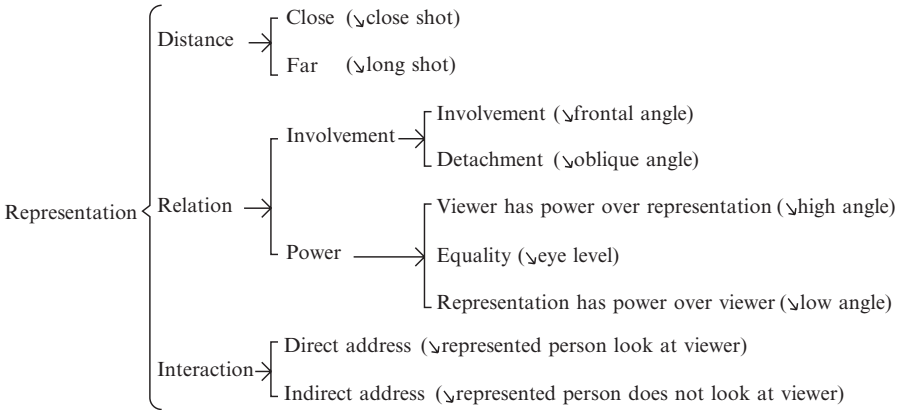 Close (↘close shot)
Distance
Far (↘long shot)
Involvement (↘frontal angle)
Involvement
Detachment (↘oblique angle)
Representation
Relation
Viewer has power over representation (↘high angle)
Power
Equality (↘eye level)
Representation has power over viewer (↘low angle)
Direct address (↘represented person look at viewer)
Interaction
Indirect address (↘represented person does not look at viewer)